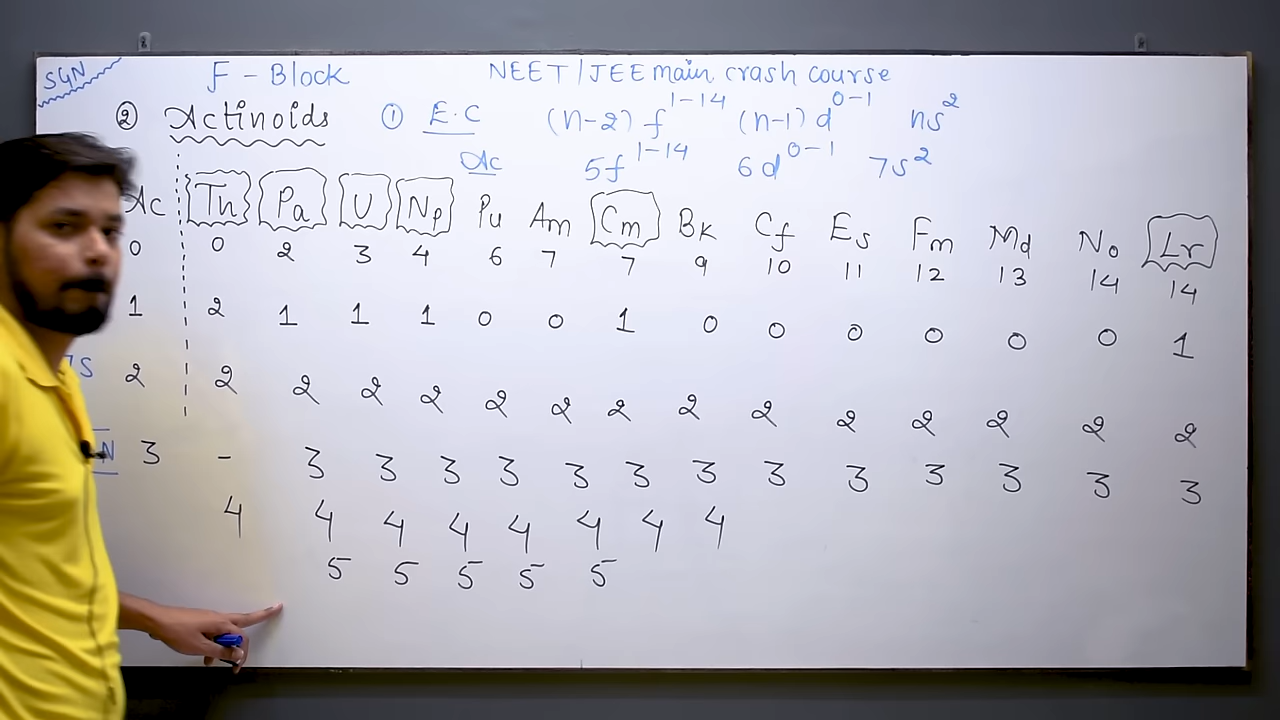 SGN F - Block NEET/JEE main crash course
② Actinoids ① E.C (n-2) f¹⁻¹⁴ (n-1) d⁰⁻¹ ns²
Ac 5f¹⁻¹⁴ 6d⁰⁻¹ 7s²
Ac Th Pa U Np Pu Am Cm Bk Cf Es Fm Md No Lr
0 0 2 3 4 6 7 7 9 10 11 12 13 14 14
1 2 1 1 1 0 0 1 0 0 0 0 0 0 1
7S 2 2 2 2 2 2 2 2 2 2 2 2 2 2 2
N 3 - 3 3 3 3 3 3 3 3 3 3 3 3 3
4 4 4 4 4 4 4 4
5 5 5 5 5